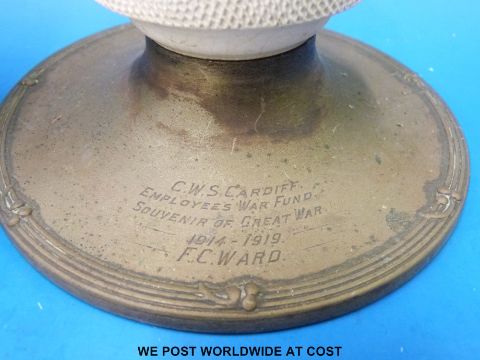 C.W.S. CARDIFF.
EMPLOYEES WAR FUND.
SOUVENIR OF GREAT WAR
1914 - 1919.
F.C. WARD.
WE POST WORLDWIDE AT COST